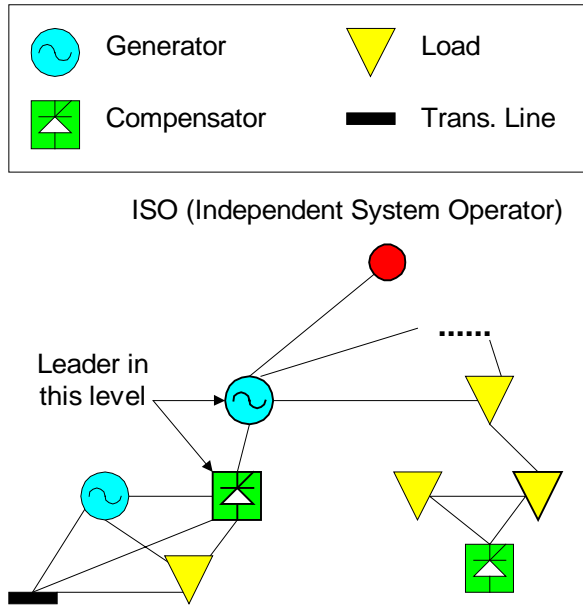 Generator
Load
Compensator
Trans. Line
ISO (Independent System Operator)
......
Leader in
this level